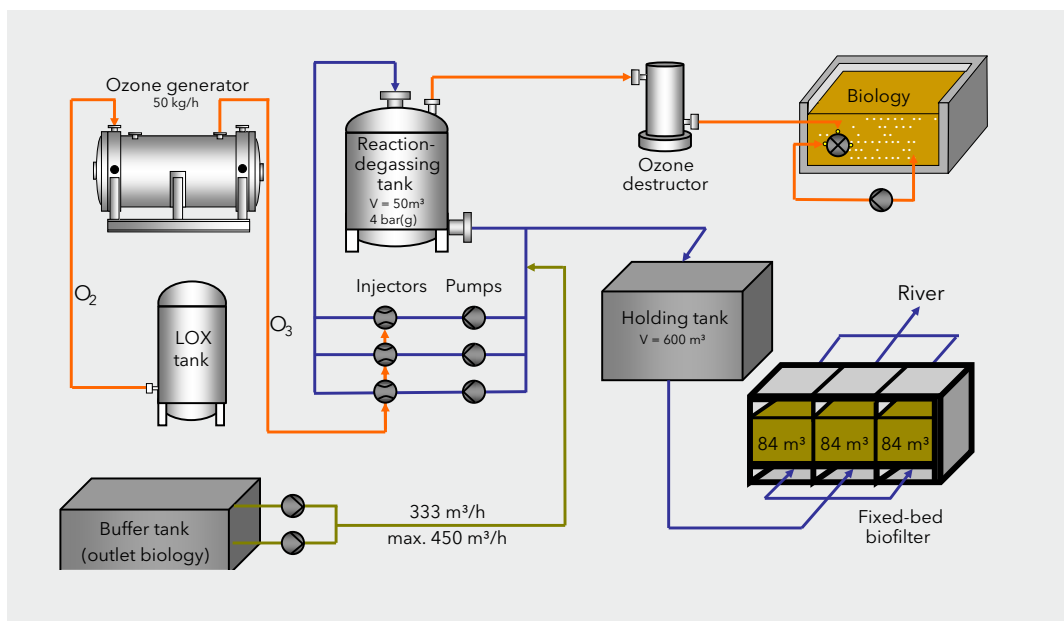 Ozone generator
50 kg/h
Reaction-
degassing
tank
V = 50m³
4 bar(g)
Ozone
destructor
Biology
O₂
LOX
tank
O₃
Injectors
Pumps
Holding tank
V = 600 m³
River
84 m³
84 m³
84 m³
Fixed-bed
biofilter
Buffer tank
(outlet biology)
333 m³/h
max. 450 m³/h